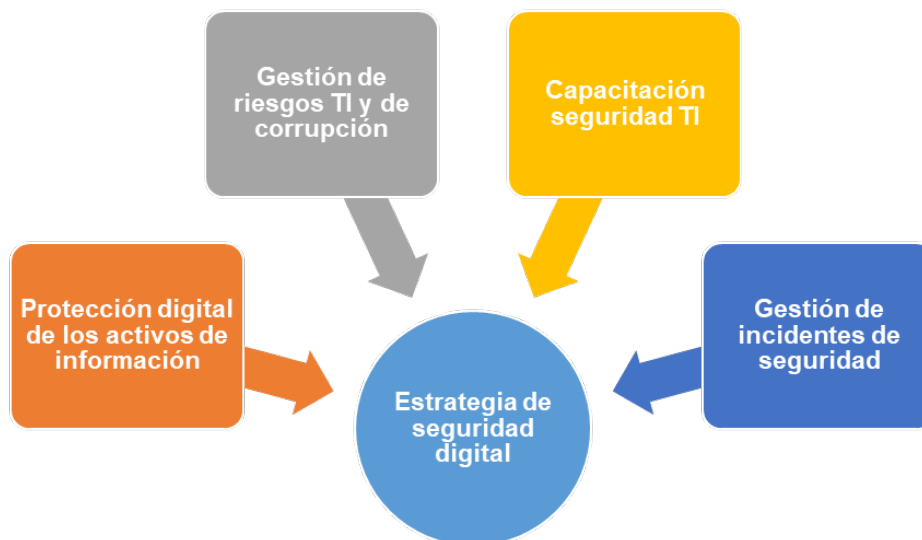 Gestión de
riesgos TI y de
corrupción
Capacitación
seguridad TI
Protección digital
de los activos de
información
Gestión de
incidentes de
seguridad
Estrategia de
seguridad
digital